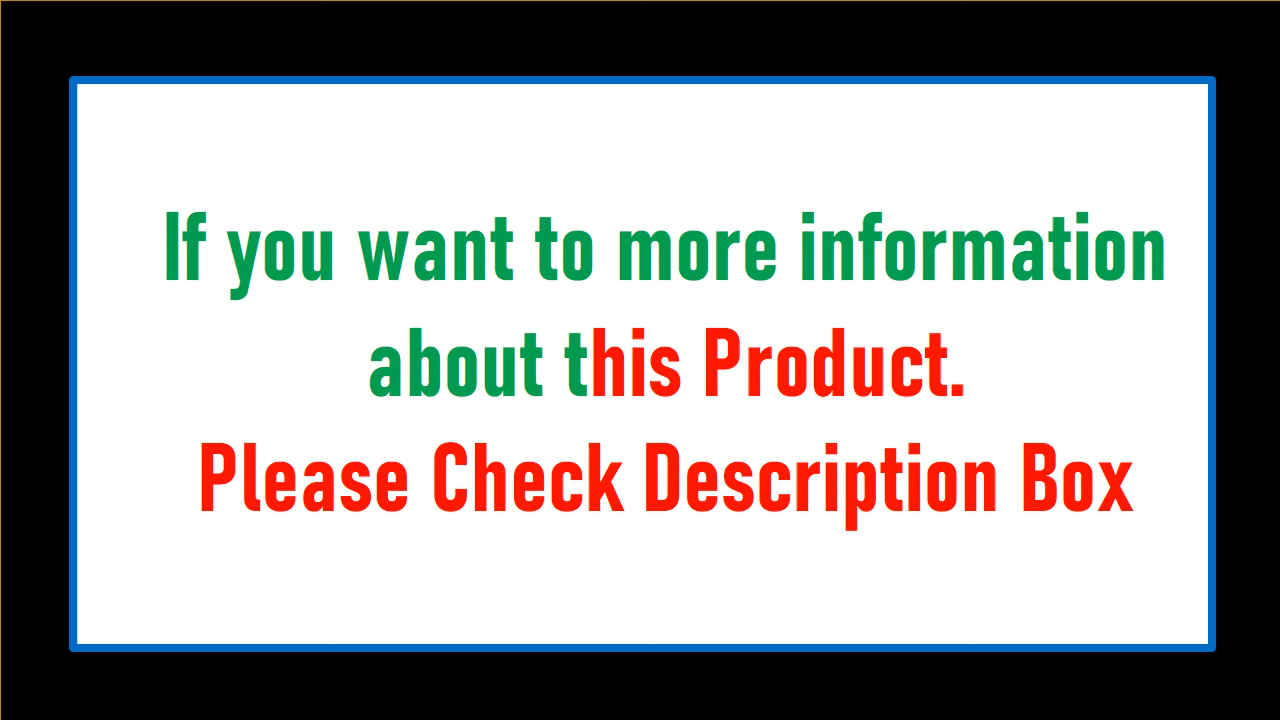 If you want to more information
about this Product.
Please Check Description Box